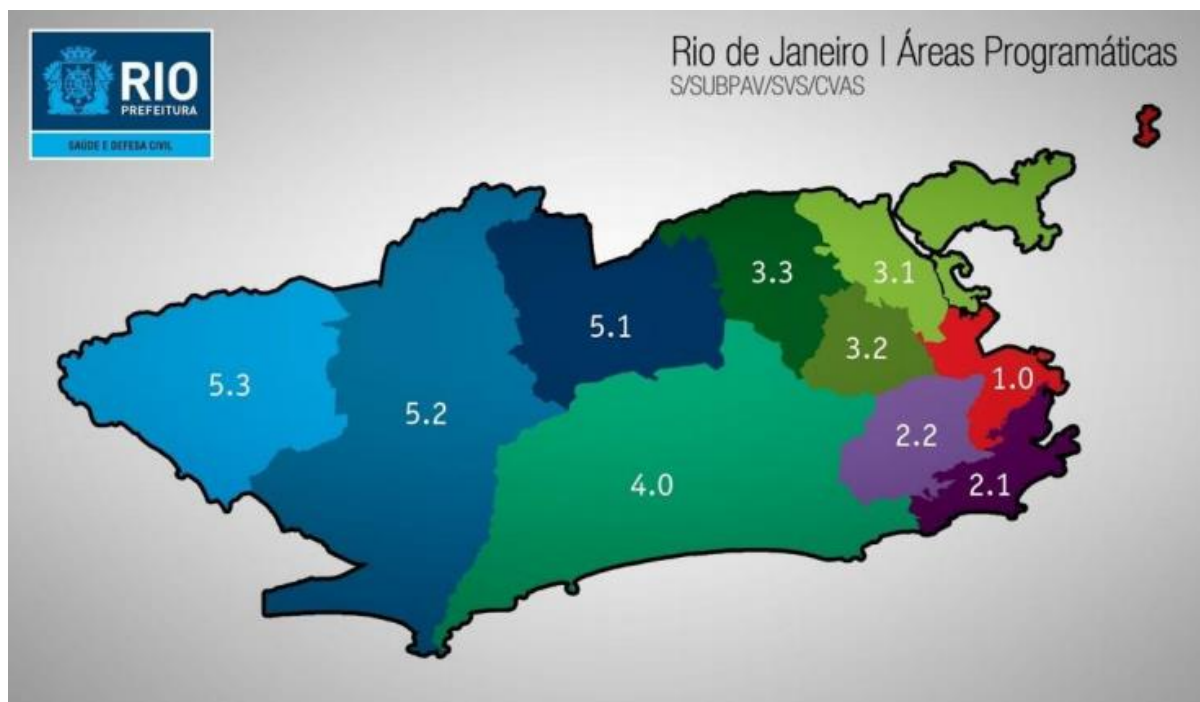 RIO
PREFEITURA
SAÚDE E DEFESA CIVIL
Rio de Janeiro | Áreas Programáticas
S/SUBPAV/SVS/CVAS
3.3
3.1
5.1
3.2
5.3
1.0
5.2
2.2
4.0
2.1